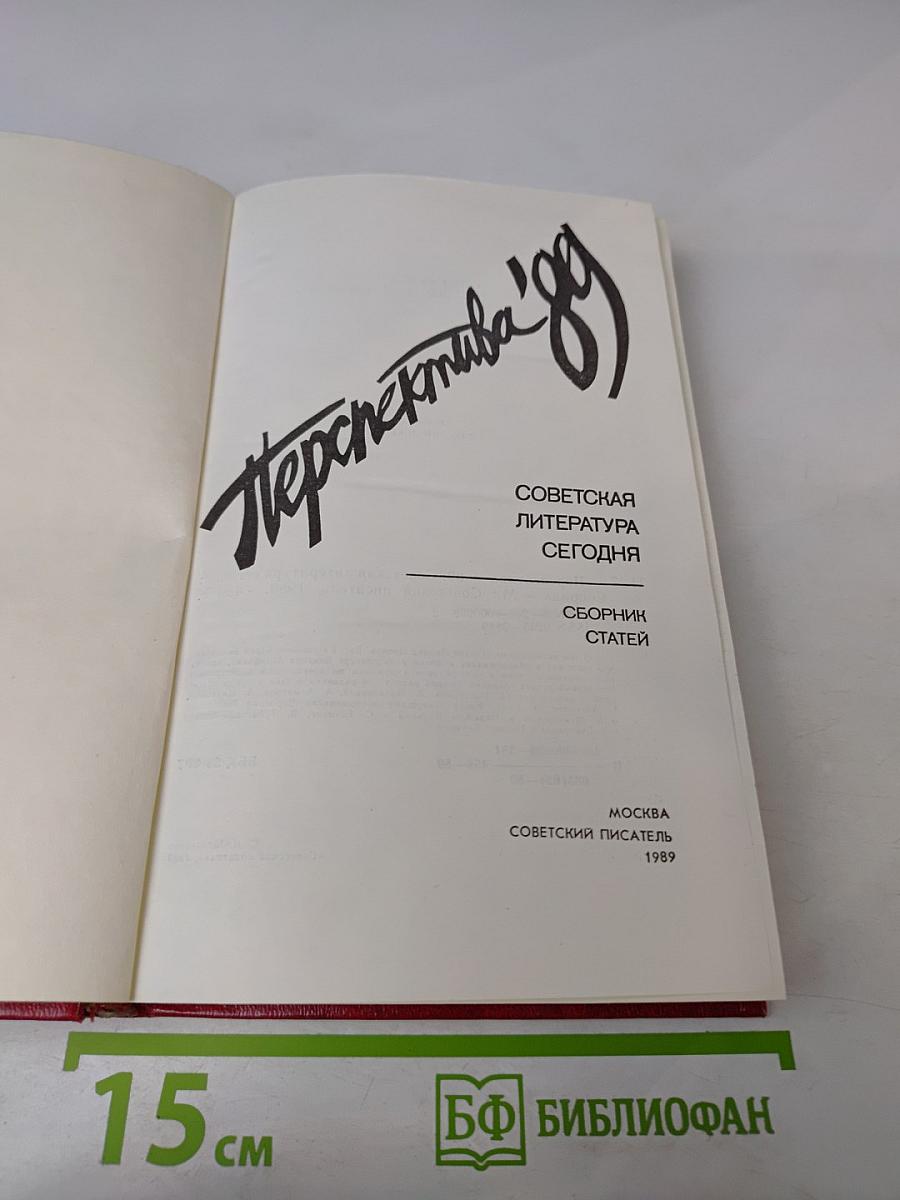 Перспектива '89
СОВЕТСКАЯ
ЛИТЕРАТУРА
СЕГОДНЯ
СБОРНИК
СТАТЕЙ
МОСКВА
СОВЕТСКИЙ ПИСАТЕЛЬ
1989
15 см
БФ БИБЛИОФАН